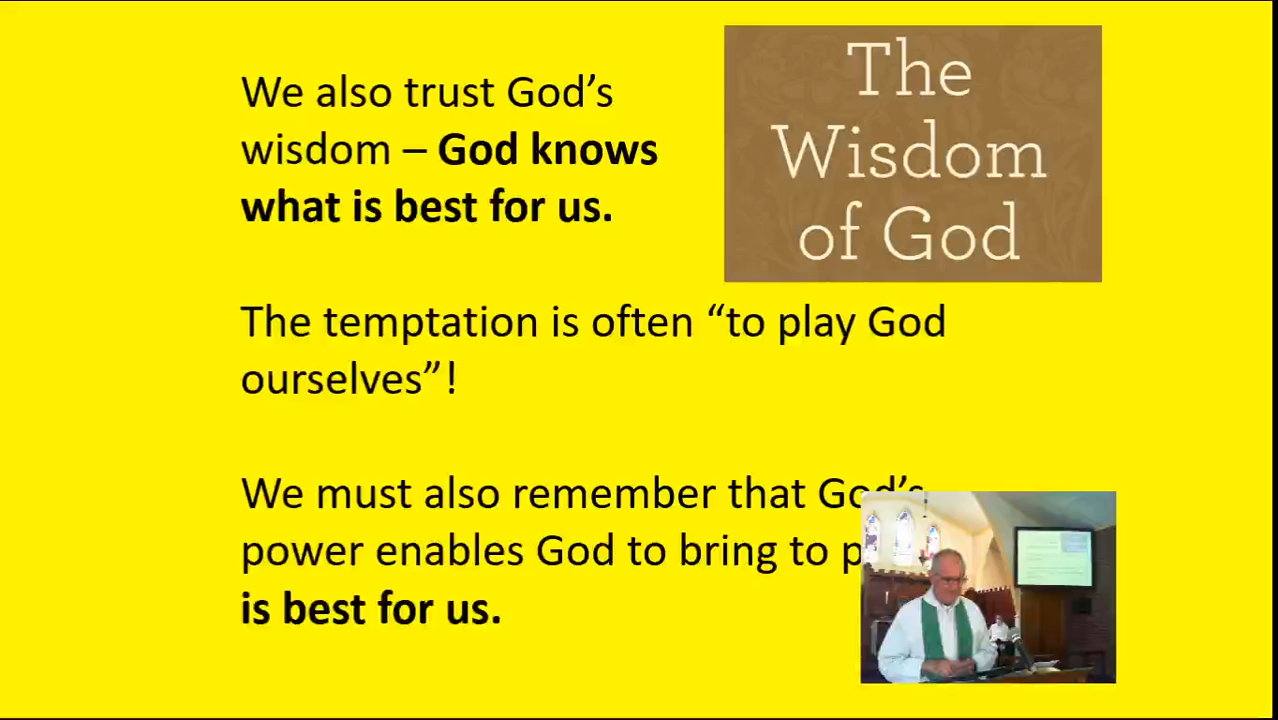 We also trust God’s
wisdom – God knows
what is best for us.
The
Wisdom
of God
The temptation is often “to play God
ourselves”!
We must also remember that God’s
power enables God to bring to
is best for us.